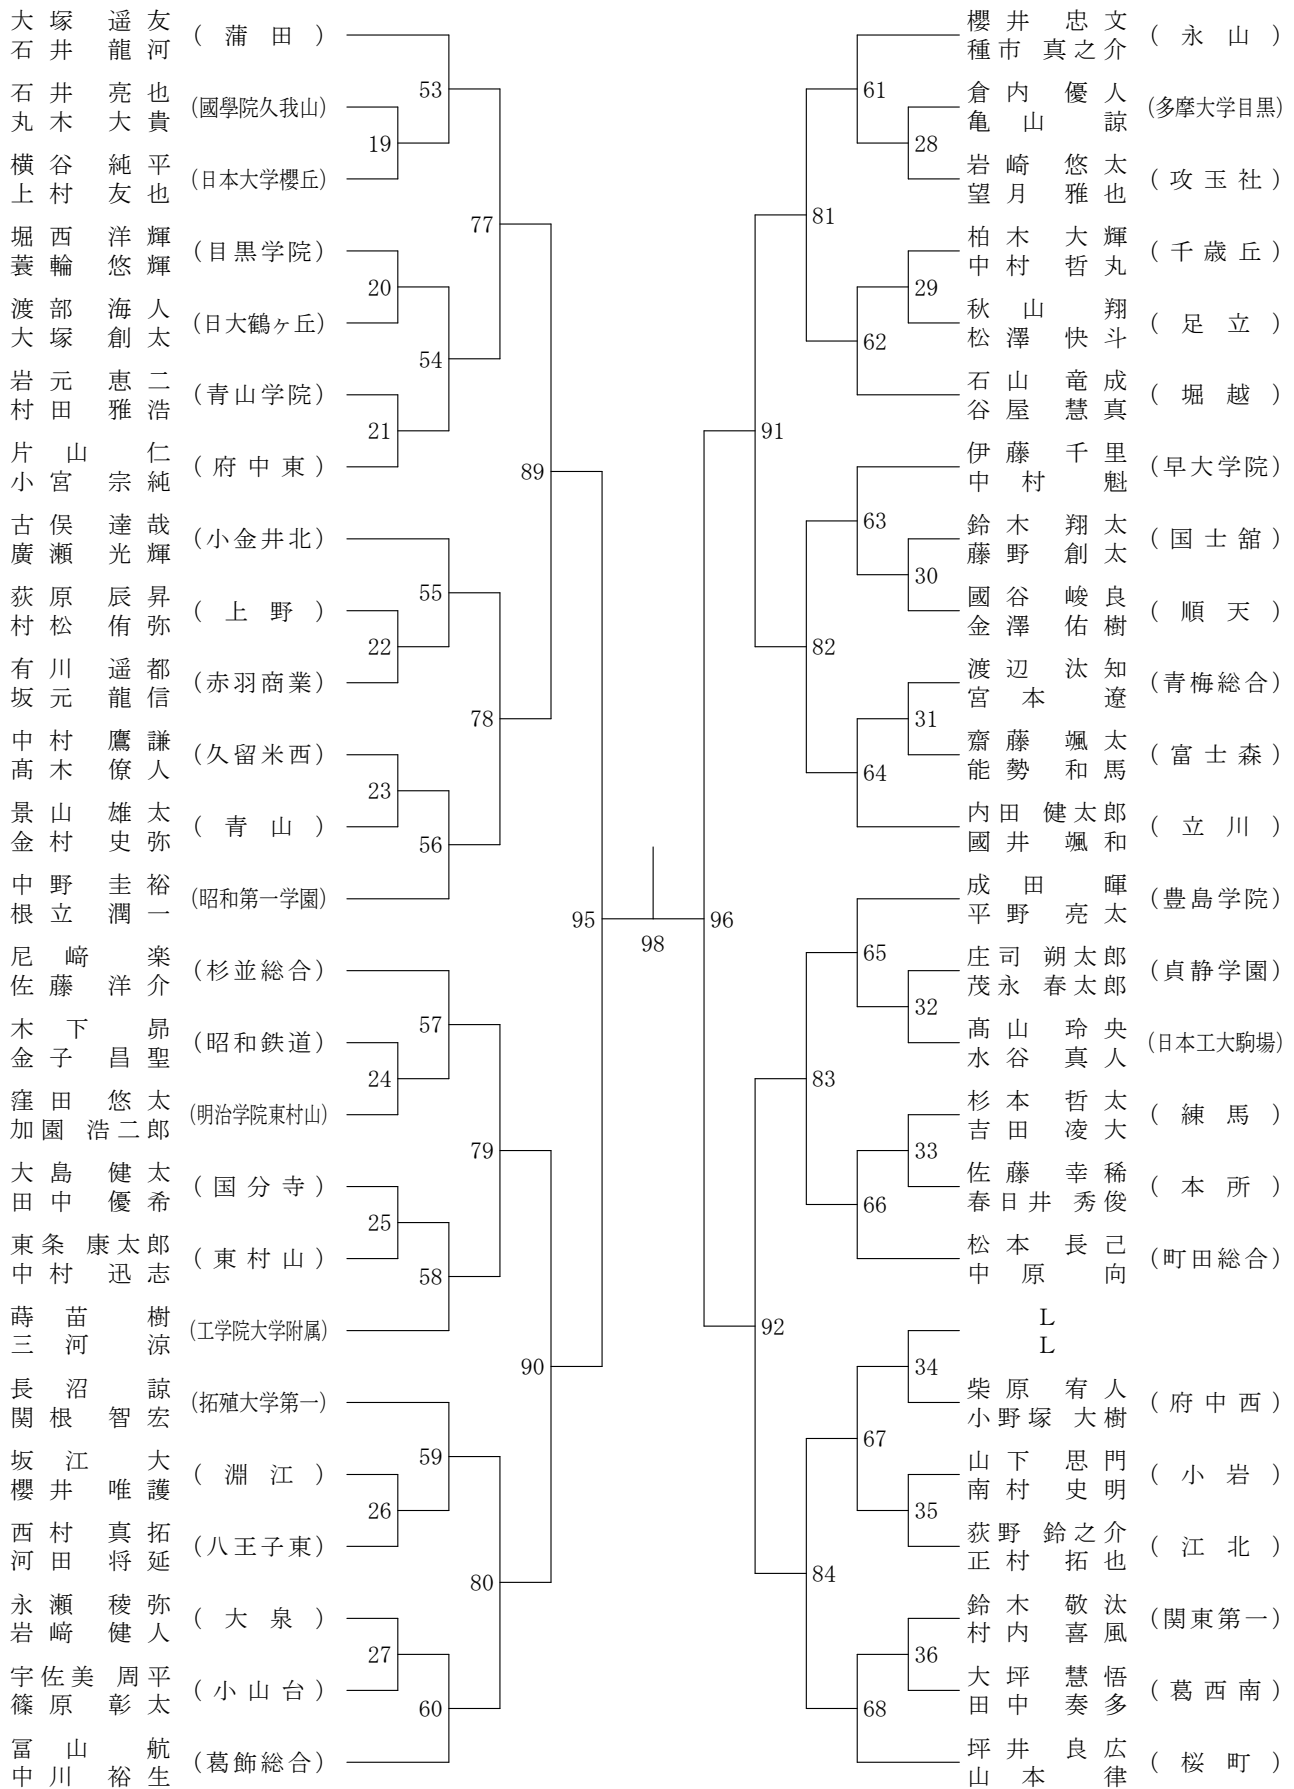 大塚 遥友
石井 龍河
(蒲田)
53
石井 亮也
丸木 大貴
(國學院久我山)
19
横谷 純平
上村 友也
(日本大学櫻丘)
77
堀西 洋輝
蓑輪 悠輝
(目黒学院)
20
渡部 海人
大塚 創太
(日大鶴ヶ丘)
54
岩元 恵二
村田 雅浩
(青山学院)
21
片山 仁
小宮 宗純
(府中東)
89
古俣 達哉
廣瀬 光輝
(小金井北)
55
荻原 辰昇
村松 侑弥
(上野)
22
有川 遥都
坂元 龍信
(赤羽商業)
78
中村 鷹謙
髙木 僚人
(久留米西)
23
景山 雄太
金村 史弥
(青山)
56
中野 圭裕
根立 潤一
(昭和第一学園)
95
尼﨑 楽
佐藤 洋介
(杉並総合)
57
木下 昴
金子 昌聖
(昭和鉄道)
24
窪田 悠太
加園 浩二郎
(明治学院東村山)
79
大島 健太
田中 優希
(国分寺)
25
東条 康太郎
中村 迅志
(東村山)
58
蒔苗 樹
三河 涼
(工学院大学附属)
90
長沼 諒
関根 智宏
(拓殖大学第一)
59
坂江 大
櫻井 唯護
(淵江)
26
西村 真拓
河田 将延
(八王子東)
80
永瀬 稜弥
岩﨑 健人
(大泉)
27
宇佐美 周平
篠原 彰太
(小山台)
60
冨山 航
中川 裕生
(葛飾総合)
98
櫻井 忠文
種市 真之介
(永山)
61
倉内 優人
亀山 諒
(多摩大学目黒)
28
岩崎 悠太
望月 雅也
(攻玉社)
81
柏木 大輝
中村 哲丸
(千歳丘)
29
秋山 翔
松澤 快斗
(足立)
62
石山 竜成
谷屋 慧真
(堀越)
91
伊藤 千里
中村 魁
(早大学院)
63
鈴木 翔太
藤野 創太
(国士舘)
30
國谷 峻良
金澤 佑樹
(順天)
82
渡辺 汰知
宮本 遼
(青梅総合)
31
齋藤 颯太
能勢 和馬
(富士森)
64
内田 健太郎
國井 颯和
(立川)
96
成田 暉
平野 亮太
(豊島学院)
65
庄司 朔太郎
茂永 春太郎
(貞静学園)
32
髙山 玲央
水谷 真人
(日本工大駒場)
83
杉本 哲太
吉田 凌大
(練馬)
33
佐藤 幸稀
春日井 秀俊
(本所)
66
松本 長己
中原 向
(町田総合)
92
L
L
34
柴原 宥人
小野塚 大樹
(府中西)
67
山下 思門
南村 史明
(小岩)
35
荻野 鈴之介
正村 拓也
(江北)
84
鈴木 敬汰
村内 喜風
(関東第一)
36
大坪 慧悟
田中 奏多
(葛西南)
68
坪井 良広
山本 律
(桜町)